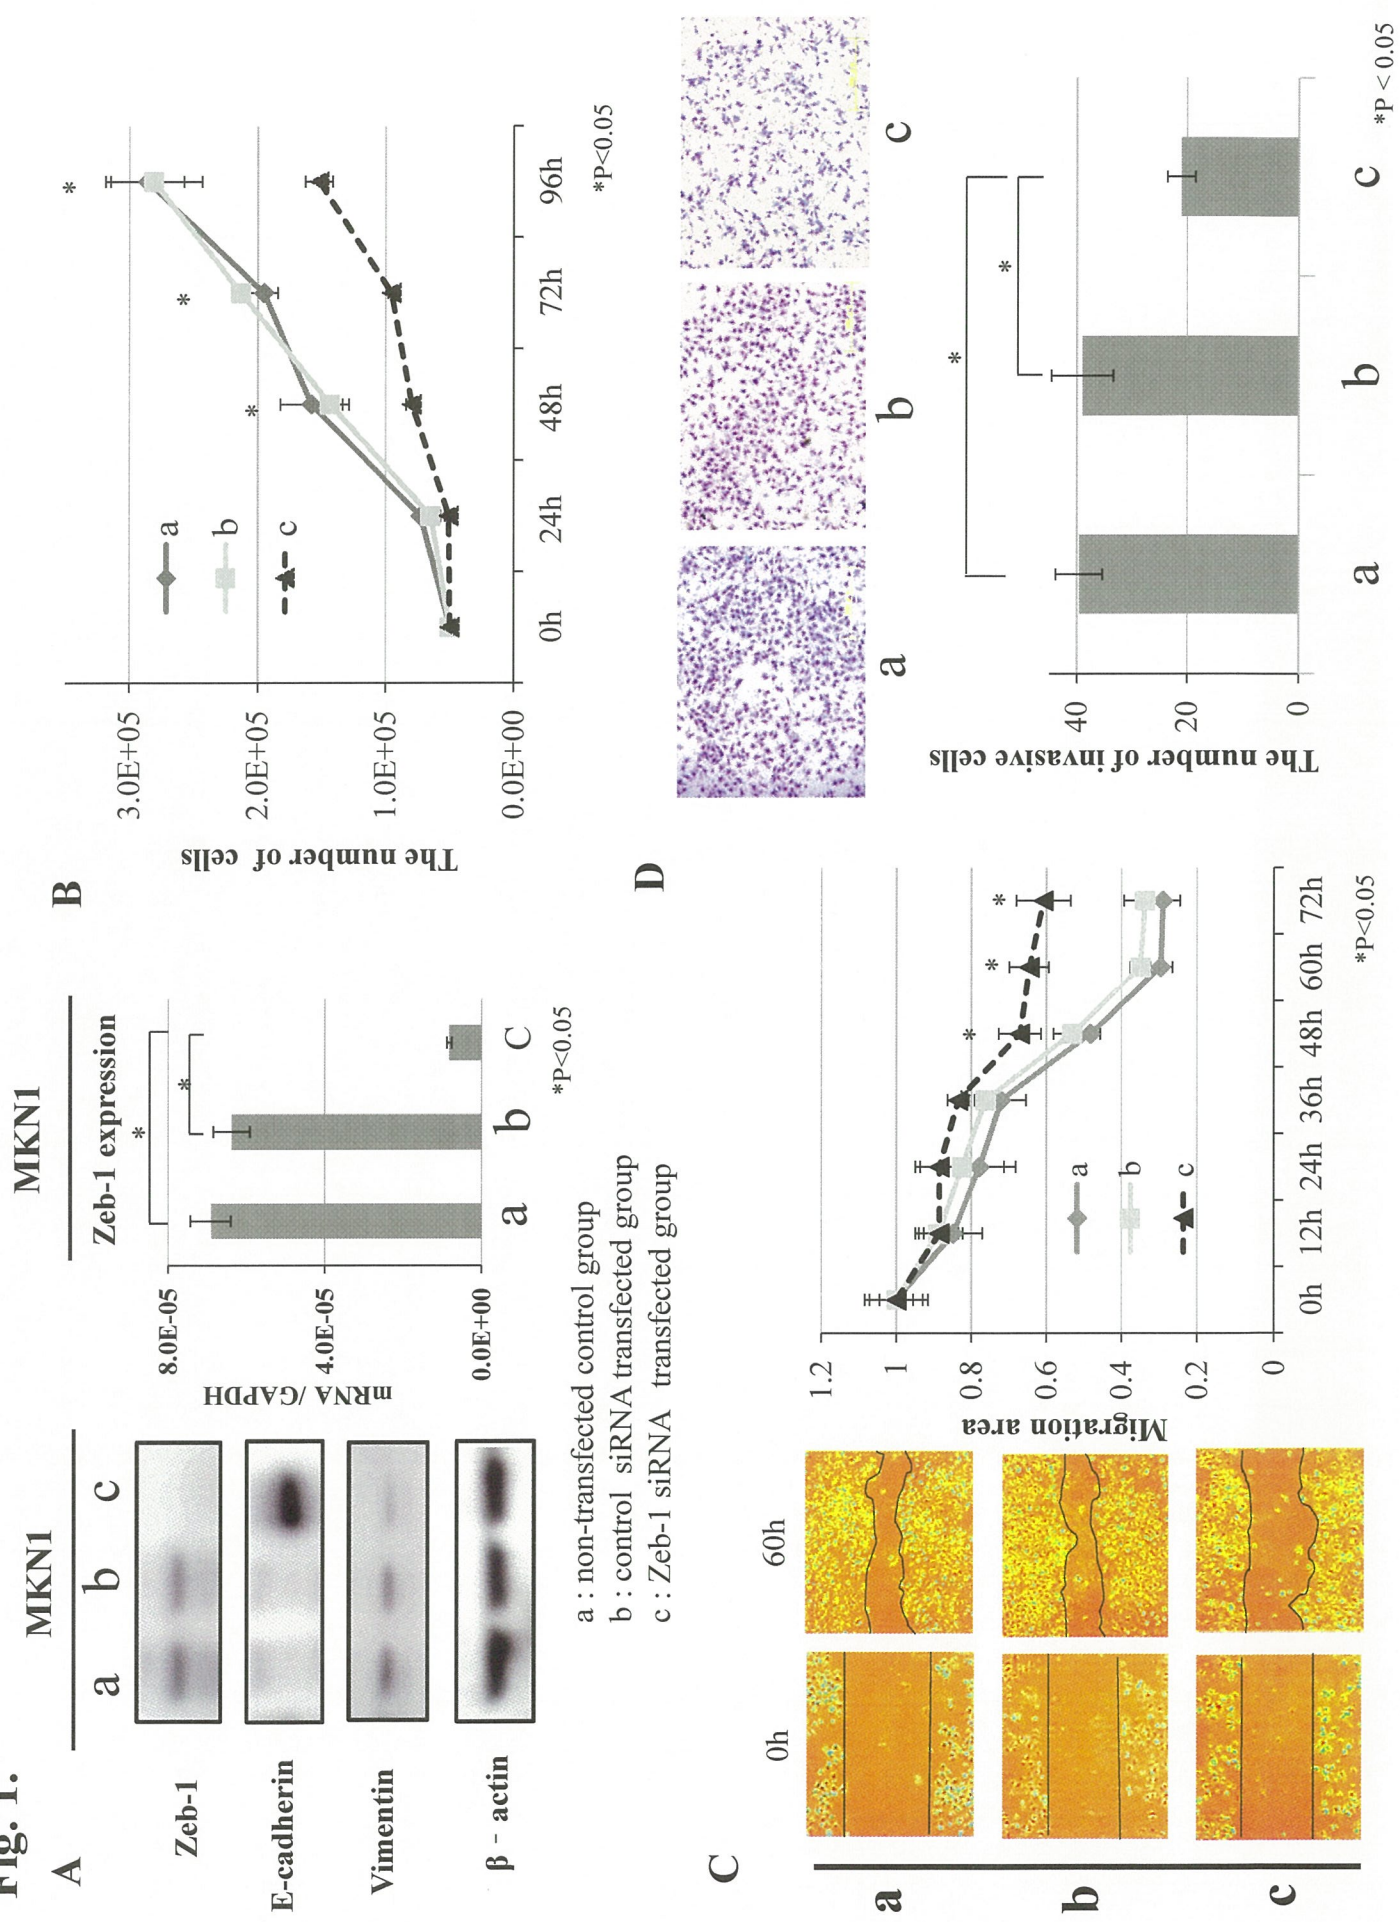 Fig. 1.
A
MKN1
a b c
Zeb-1
E-cadherin
Vimentin
β - actin
MKN1
Zeb-1 expression
mRNA /GAPDH
8.0E-05
4.0E-05
0.0E+00
*
*
a b C
*P<0.05
a : non-transfected control group
b : control siRNA transfected group
c : Zeb-1 siRNA transfected group
B
The number of cells
3.0E+05
2.0E+05
1.0E+05
0.0E+00
a
b
c
*
*
*
0h 24h 48h 72h 96h
*P<0.05
C
0h 60h
a
b
c
Migration area
1.2
1
0.8
0.6
0.4
0.2
0
a
b
c
* * *
0h 12h 24h 36h 48h 60h 72h
*P<0.05
D
a b c
The number of invasive cells
40
20
0
*
*
a b c
*P < 0.05